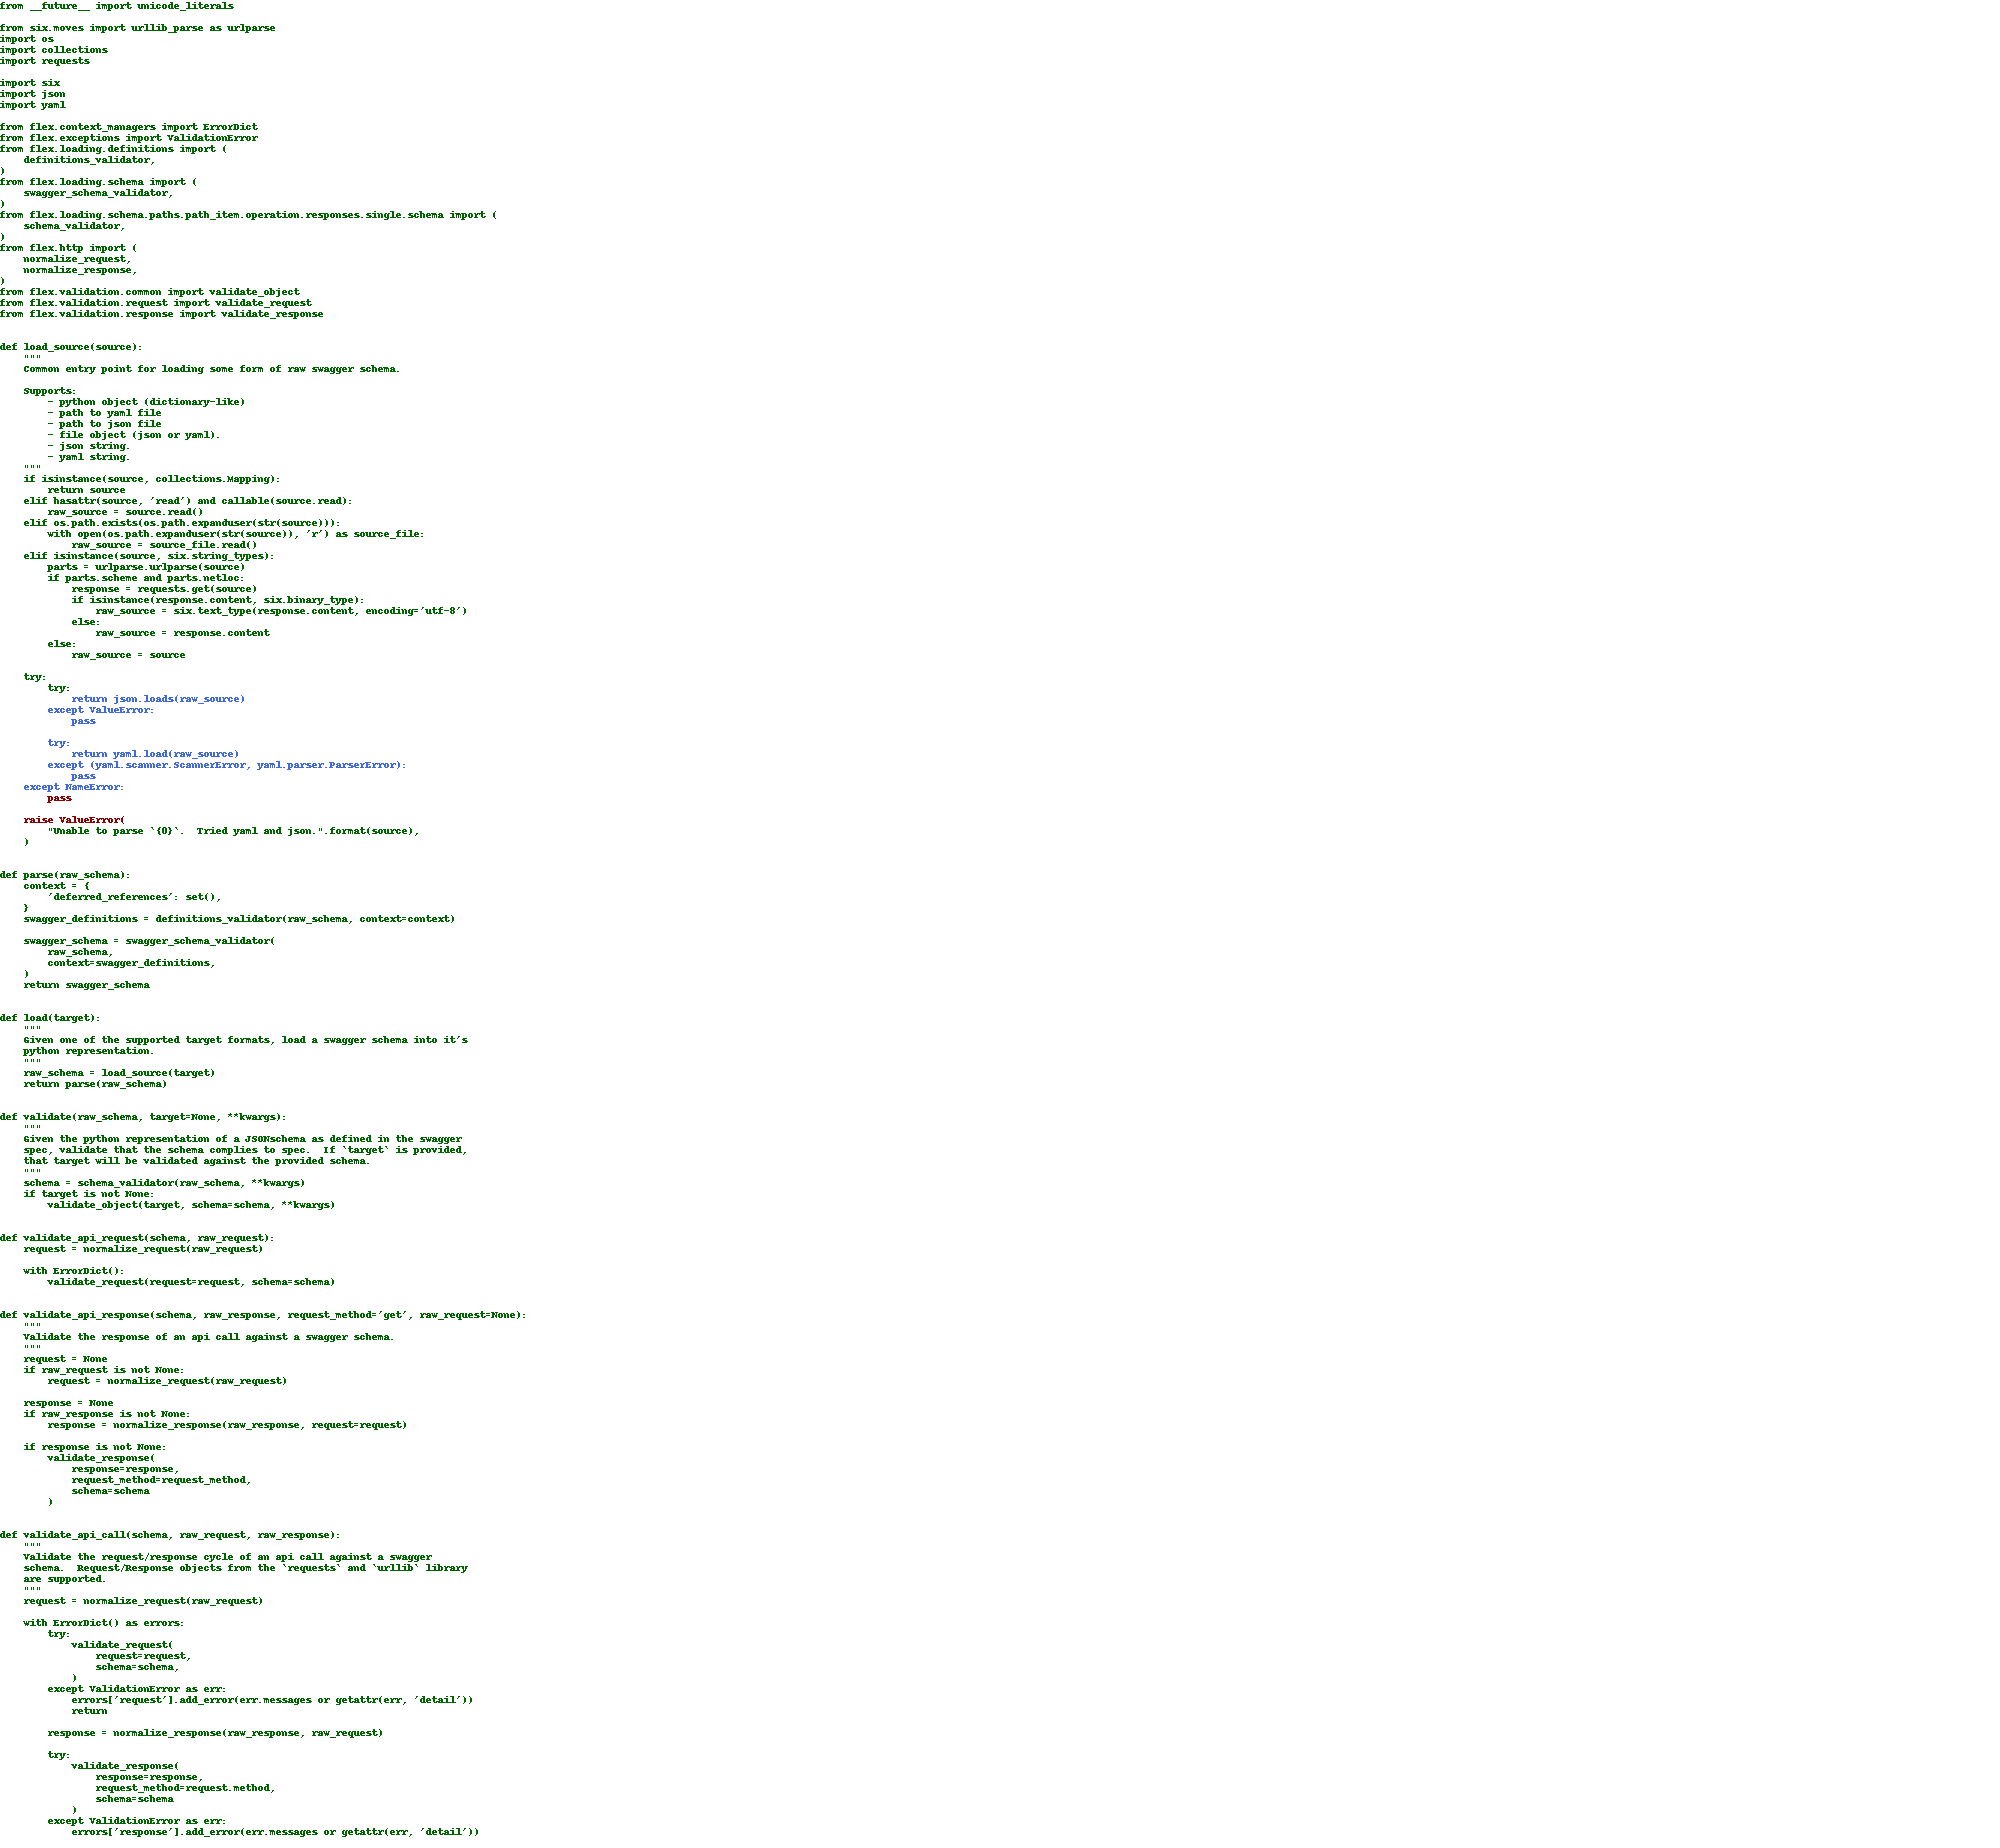 from __future__ import unicode_literals

from six.moves import urllib_parse as urlparse
import os
import collections
import requests

import six
import json
import yaml

from flex.context_managers import ErrorDict
from flex.exceptions import ValidationError
from flex.loading.definitions import (
    definitions_validator,
)
from flex.loading.schema import (
    swagger_schema_validator,
)
from flex.loading.schema.paths.path_item.operation.responses.single.schema import (
    schema_validator,
)
from flex.http import (
    normalize_request,
    normalize_response,
)
from flex.validation.common import validate_object
from flex.validation.request import validate_request
from flex.validation.response import validate_response


def load_source(source):
    """
    Common entry point for loading some form of raw swagger schema.

    Supports:
        - python object (dictionary-like)
        - path to yaml file
        - path to json file
        - file object (json or yaml).
        - json string.
        - yaml string.
    """
    if isinstance(source, collections.Mapping):
        return source
    elif hasattr(source, 'read') and callable(source.read):
        raw_source = source.read()
    elif os.path.exists(os.path.expanduser(str(source))):
        with open(os.path.expanduser(str(source)), 'r') as source_file:
            raw_source = source_file.read()
    elif isinstance(source, six.string_types):
        parts = urlparse.urlparse(source)
        if parts.scheme and parts.netloc:
            response = requests.get(source)
            if isinstance(response.content, six.binary_type):
                raw_source = six.text_type(response.content, encoding='utf-8')
            else:
                raw_source = response.content
        else:
            raw_source = source

    try:
        try:
            return json.loads(raw_source)
        except ValueError:
            pass

        try:
            return yaml.load(raw_source)
        except (yaml.scanner.ScannerError, yaml.parser.ParserError):
            pass
    except NameError:
        pass

    raise ValueError(
        "Unable to parse `{0}`.  Tried yaml and json.".format(source),
    )


def parse(raw_schema):
    context = {
        'deferred_references': set(),
    }
    swagger_definitions = definitions_validator(raw_schema, context=context)

    swagger_schema = swagger_schema_validator(
        raw_schema,
        context=swagger_definitions,
    )
    return swagger_schema


def load(target):
    """
    Given one of the supported target formats, load a swagger schema into it's
    python representation.
    """
    raw_schema = load_source(target)
    return parse(raw_schema)


def validate(raw_schema, target=None, **kwargs):
    """
    Given the python representation of a JSONschema as defined in the swagger
    spec, validate that the schema complies to spec.  If `target` is provided,
    that target will be validated against the provided schema.
    """
    schema = schema_validator(raw_schema, **kwargs)
    if target is not None:
        validate_object(target, schema=schema, **kwargs)


def validate_api_request(schema, raw_request):
    request = normalize_request(raw_request)

    with ErrorDict():
        validate_request(request=request, schema=schema)


def validate_api_response(schema, raw_response, request_method='get', raw_request=None):
    """
    Validate the response of an api call against a swagger schema.
    """
    request = None
    if raw_request is not None:
        request = normalize_request(raw_request)

    response = None
    if raw_response is not None:
        response = normalize_response(raw_response, request=request)

    if response is not None:
        validate_response(
            response=response,
            request_method=request_method,
            schema=schema
        )


def validate_api_call(schema, raw_request, raw_response):
    """
    Validate the request/response cycle of an api call against a swagger
    schema.  Request/Response objects from the `requests` and `urllib` library
    are supported.
    """
    request = normalize_request(raw_request)

    with ErrorDict() as errors:
        try:
            validate_request(
                request=request,
                schema=schema,
            )
        except ValidationError as err:
            errors['request'].add_error(err.messages or getattr(err, 'detail'))
            return

        response = normalize_response(raw_response, raw_request)

        try:
            validate_response(
                response=response,
                request_method=request.method,
                schema=schema
            )
        except ValidationError as err:
            errors['response'].add_error(err.messages or getattr(err, 'detail'))